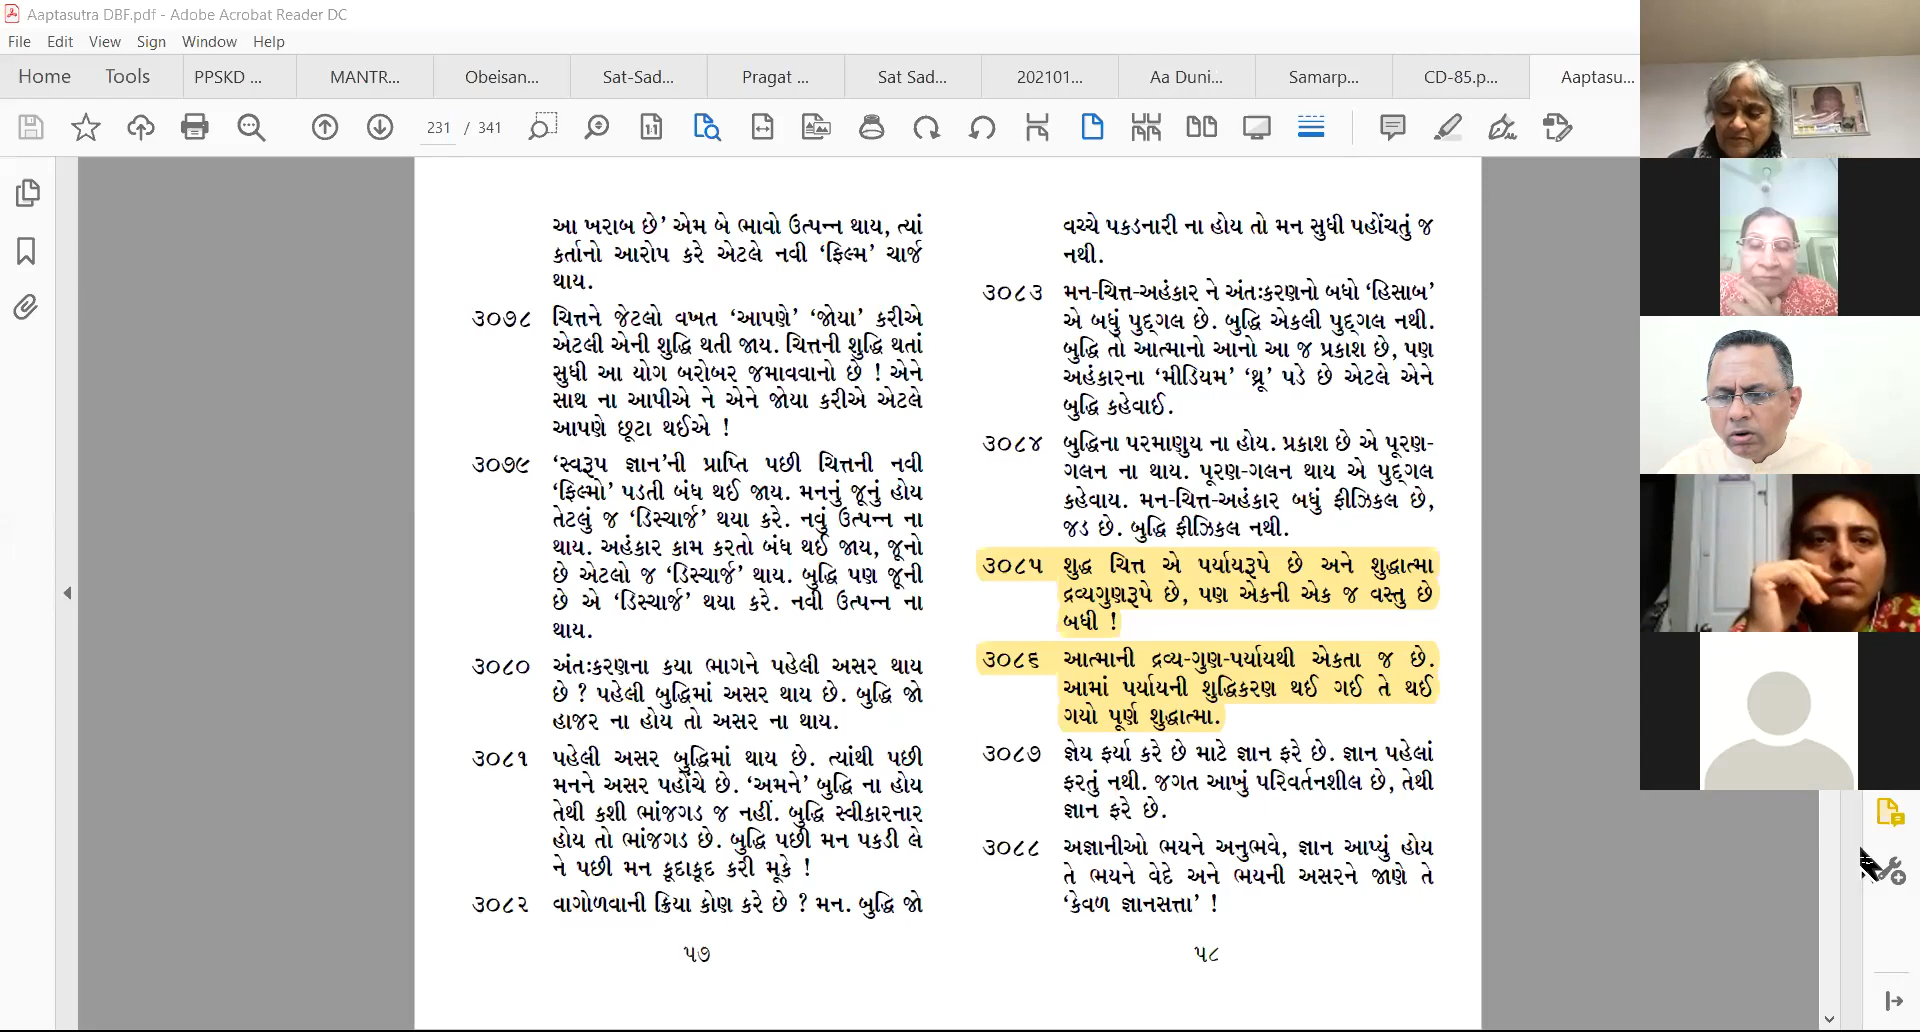 Aaptasutra DBF.pdf - Adobe Acrobat Reader DC
File Edit View Sign Window Help
Home Tools PPSKD ... MANTR... Obeisan... Sat-Sad... Pragat ... Sat Sad... 202101... Aa Duni... Samarp... CD-85.p... Aaptasu...
231 / 341
આ ખરાબ છે’ એમ બે ભાવો ઉત્પન્ન થાય, ત્યાં
કર્તાનો આરોપ કરે એટલે નવી ‘ફિલ્મ’ ચાર્જ
થાય.
૩૦૭૮ ચિત્તને જેટલો વખત ‘આપણે’ ‘જોયા’ કરીએ
એટલી એની શુદ્ધિ થતી જાય. ચિત્તની શુદ્ધિ થતાં
સુધી આ યોગ બરોબર જમાવવાનો છે ! એને
સાથ ના આપીએ ને એને જોયા કરીએ એટલે
આપણે છૂટા થઈએ !
૩૦૭૯ ‘સ્વરૂપ જ્ઞાન’ની પ્રાપ્તિ પછી ચિત્તની નવી
‘ફિલ્મો’ પડતી બંધ થઈ જાય. મનનું જૂનું હોય
તેટલું જ ‘ડિસ્ચાર્જ’ થયા કરે. નવું ઉત્પન્ન ના
થાય. અહંકાર કામ કરતો બંધ થઈ જાય, જૂનો
છે એટલો જ ‘ડિસ્ચાર્જ’ થાય. બુદ્ધિ પણ જૂની
છે એ ‘ડિસ્ચાર્જ’ થયા કરે. નવી ઉત્પન્ન ના
થાય.
૩૦૮૦ અંતઃકરણના કયા ભાગને પહેલી અસર થાય
છે ? પહેલી બુદ્ધિમાં અસર થાય છે. બુદ્ધિ જો
હાજર ના હોય તો અસર ના થાય.
૩૦૮૧ પહેલી અસર બુદ્ધિમાં થાય છે. ત્યાંથી પછી
મનને અસર પહોંચે છે. ‘અમને’ બુદ્ધિ ના હોય
તેથી કશી ભાંજગડ જ નહીં. બુદ્ધિ સ્વીકારનાર
હોય તો ભાંજગડ છે. બુદ્ધિ પછી મન પકડી લે
ને પછી મન કૂદાકૂદ કરી મૂકે !
૩૦૮૨ વાગોળવાની ક્રિયા કોણ કરે છે ? મન. બુદ્ધિ જો
૫૭
વચ્ચે પકડનારી ના હોય તો મન સુધી પહોંચતું જ
નથી.
૩૦૮૩ મન-ચિત્ત-અહંકાર ને અંતઃકરણનો બધો ‘હિસાબ’
એ બધું પુદ્ગલ છે. બુદ્ધિ એકલી પુદ્ગલ નથી.
બુદ્ધિ તો આત્માનો આનો આ જ પ્રકાશ છે, પણ
અહંકારના ‘મીડિયમ’ ‘થ્રૂ’ પડે છે એટલે એને
બુદ્ધિ કહેવાઈ.
૩૦૮૪ બુદ્ધિના પરમાણુય ના હોય. પ્રકાશ છે એ પૂરણ-
ગલન ના થાય. પૂરણ-ગલન થાય એ પુદ્ગલ
કહેવાય. મન-ચિત્ત-અહંકાર બધું ફીઝિકલ છે,
જડ છે. બુદ્ધિ ફીઝિકલ નથી.
૩૦૮૫ શુદ્ધ ચિત્ત એ પર્યાયરૂપે છે અને શુદ્ધાત્મા
દ્રવ્યગુણરૂપે છે, પણ એકની એક જ વસ્તુ છે
બધી !
૩૦૮૬ આત્માની દ્રવ્ય-ગુણ-પર્યાયથી એકતા જ છે.
આમાં પર્યાયની શુદ્ધિકરણ થઈ ગઈ તે થઈ
ગયો પૂર્ણ શુદ્ધાત્મા.
૩૦૮૭ જ્ઞેય ફર્યા કરે છે માટે જ્ઞાન ફરે છે. જ્ઞાન પહેલાં
ફરતું નથી. જગત આખું પરિવર્તનશીલ છે, તેથી
જ્ઞાન ફરે છે.
૩૦૮૮ અજ્ઞાનીઓ ભયને અનુભવે, જ્ઞાન આપ્યું હોય
તે ભયને વેદે અને ભયની અસરને જાણે તે
‘કેવળ જ્ઞાનસત્તા’ !
૫૮